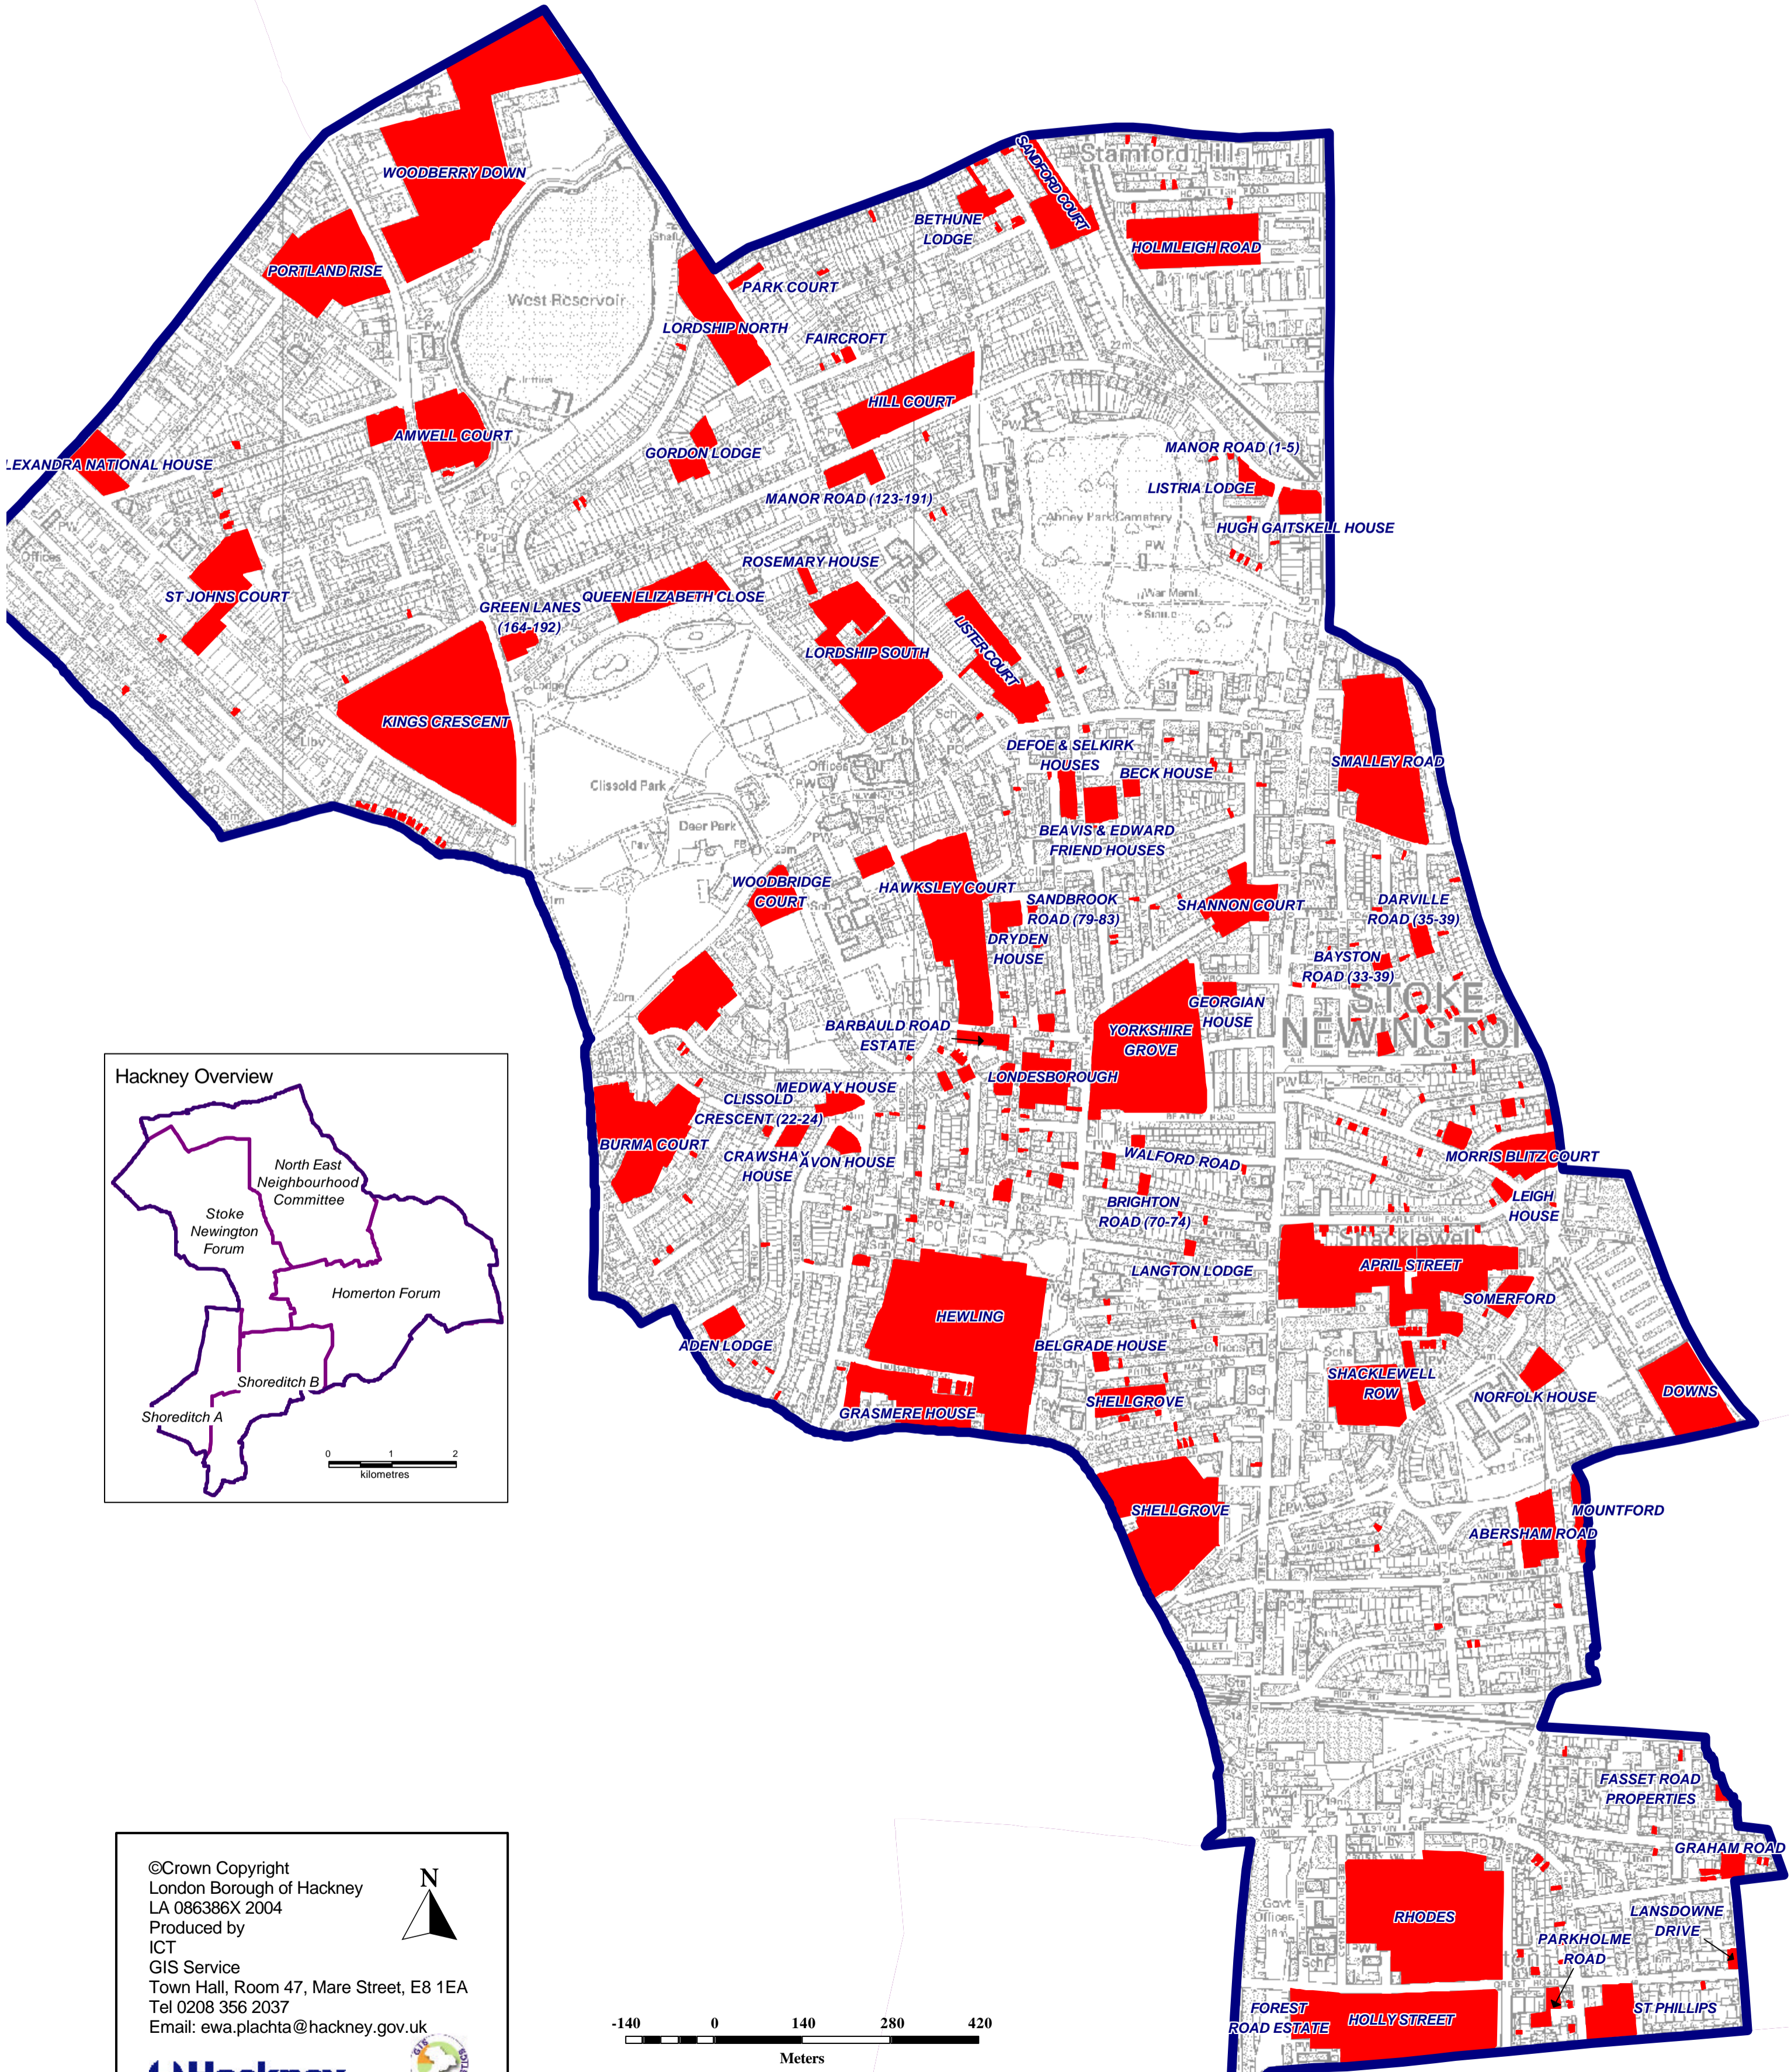 Stamford Hill
SANDFORD COURT
WOODBERRY DOWN
BETHUNE
LODGE
HOLMLEIGH ROAD
PORTLAND RISE
PARK COURT
West Reservoir
LORDSHIP NORTH
FAIRCROFT
HILL COURT
AMWELL COURT
MANOR ROAD (1-5)
GORDON LODGE
LEXANDRA NATIONAL HOUSE
LISTRIA LODGE
MANOR ROAD (123-191)
Abney Park Cemetery
PW
HUGH GAITSKELL HOUSE
ROSEMARY HOUSE
ST JOHNS COURT
QUEEN ELIZABETH CLOSE
GREEN LANES
(164-192)
War Meml
LISTER COURT
LORDSHIP SOUTH
KINGS CRESCENT
DEFOE & SELKIRK
HOUSES
BECK HOUSE
SMALLEY ROAD
Offices
Clissold Park
Deer Park
BEAVIS & EDWARD
FRIEND HOUSES
WOODBRIDGE
COURT
HAWKSLEY COURT
SANDBROOK
ROAD (79-83)
SHANNON COURT
DARVILLE
ROAD (35-39)
DRYDEN
HOUSE
BAYSTON
ROAD (33-39)
GEORGIAN
HOUSE
STOKE
NEWINGTON
BARBAULD ROAD
ESTATE
YORKSHIRE
GROVE
LONDESBOROUGH
MEDWAY HOUSE
CLISSOLD
CRESCENT (22-24)
BURMA COURT
CRAWSHAY
HOUSE
AVON HOUSE
WALFORD ROAD
MORRIS BLITZ COURT
BRIGHTON
ROAD (70-74)
LEIGH
HOUSE
Shacklewell
APRIL STREET
LANGTON LODGE
SOMERFORD
HEWLING
ADEN LODGE
BELGRADE HOUSE
SHACKLEWELL
ROW
NORFOLK HOUSE
DOWNS
SHELLGROVE
GRASMERE HOUSE
SHELLGROVE
MOUNTFORD
ABERSHAM ROAD
FASSET ROAD
PROPERTIES
GRAHAM ROAD
RHODES
LANSDOWNE
DRIVE
PARKHOLME
ROAD
FOREST
ROAD ESTATE
HOLLY STREET
ST PHILLIPS
Hackney Overview
North East
Neighbourhood
Committee
Stoke
Newington
Forum
Homerton Forum
Shoreditch B
Shoreditch A
0 1 2
kilometres
©Crown Copyright
London Borough of Hackney
LA 086386X 2004
Produced by
ICT
GIS Service
Town Hall, Room 47, Mare Street, E8 1EA
Tel 0208 356 2037
Email: ewa.plachta@hackney.gov.uk
N
-140 0 140 280 420
Meters